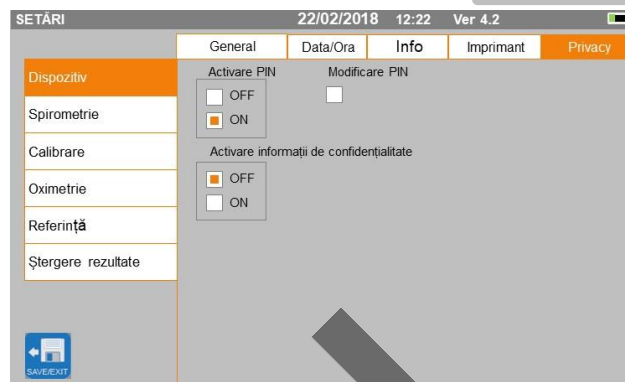 SETĂRI 22/02/2018 12:22 Ver 4.2
General Data/Ora Info Imprimant Privacy
Dispozitiv
Spirometrie
Calibrare
Oximetrie
Referință
Ștergere rezultate
Activare PIN Modificare PIN
OFF
ON
Activare informații de confidențialitate
OFF
ON
SAVE/EXIT